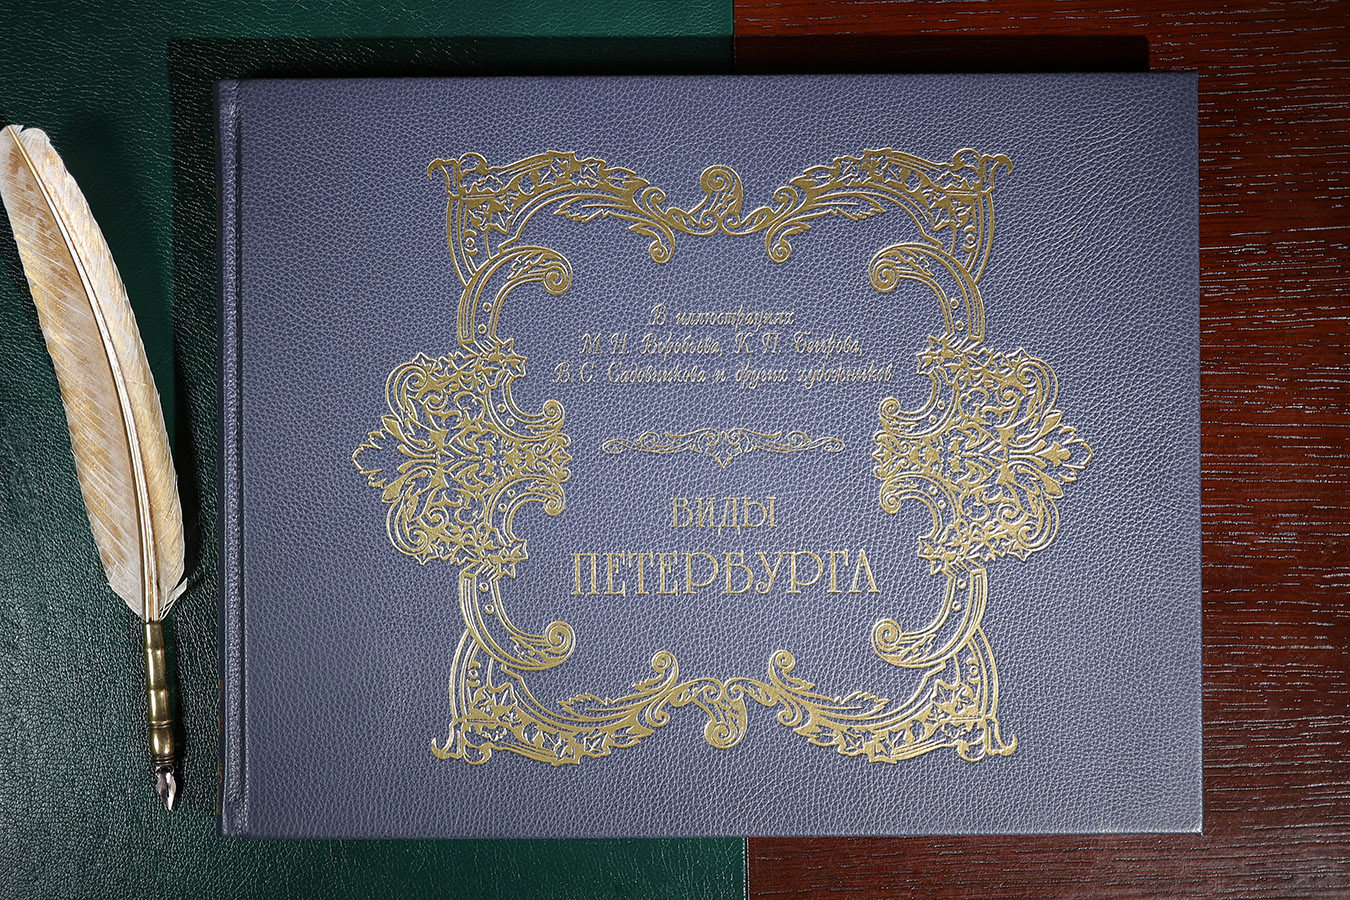 В иллюстрациях
М. Н. Воробьева, К. П. Беггрова,
В. С. Садовникова и других художников
ВИДЫ
ПЕТЕРБУРГА